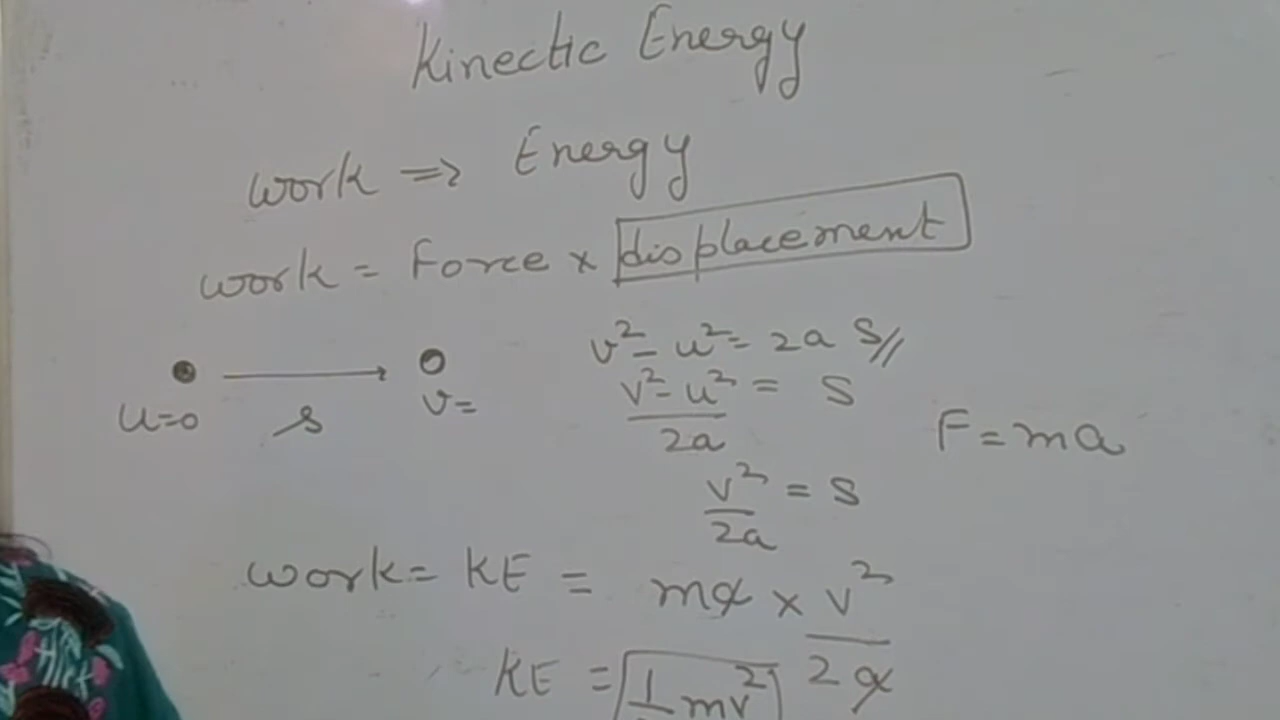 Kinectic Energy
work ⇒ Energy
work = Force × displacement
v² - u² = 2a S//
v² - u² / 2a = S
u=0 s v=
F = ma
v² / 2a = S
work = KE = ma × v² / 2a
KE = 1 mv²